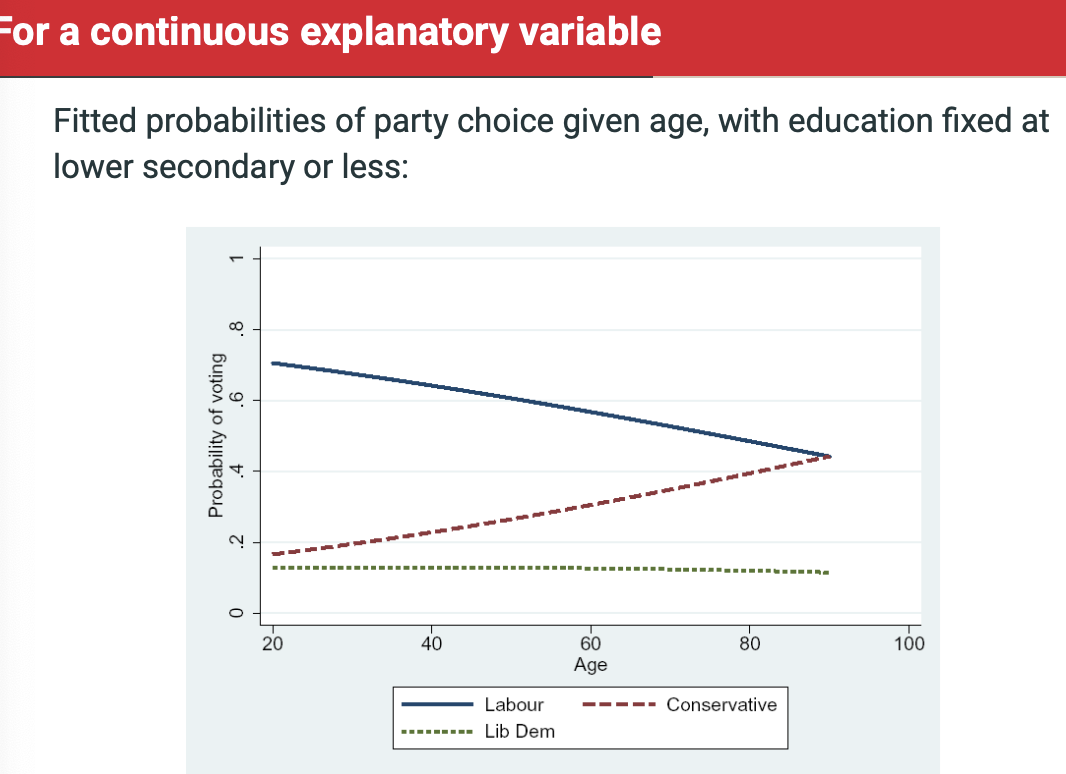 For a continuous explanatory variable
Fitted probabilities of party choice given age, with education fixed at
lower secondary or less:
Probability of voting
1
.8
.6
.4
.2
0
20 40 60 80 100
Age
Labour Conservative
Lib Dem